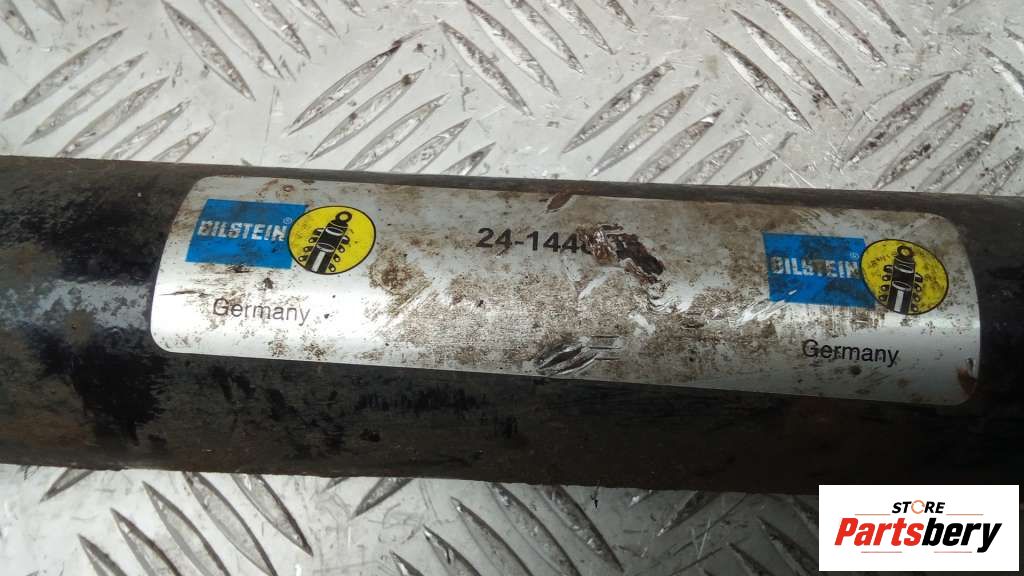 BILSTEIN®
24-144
BILSTEIN®
Germany
Germany
STORE
Partsbery